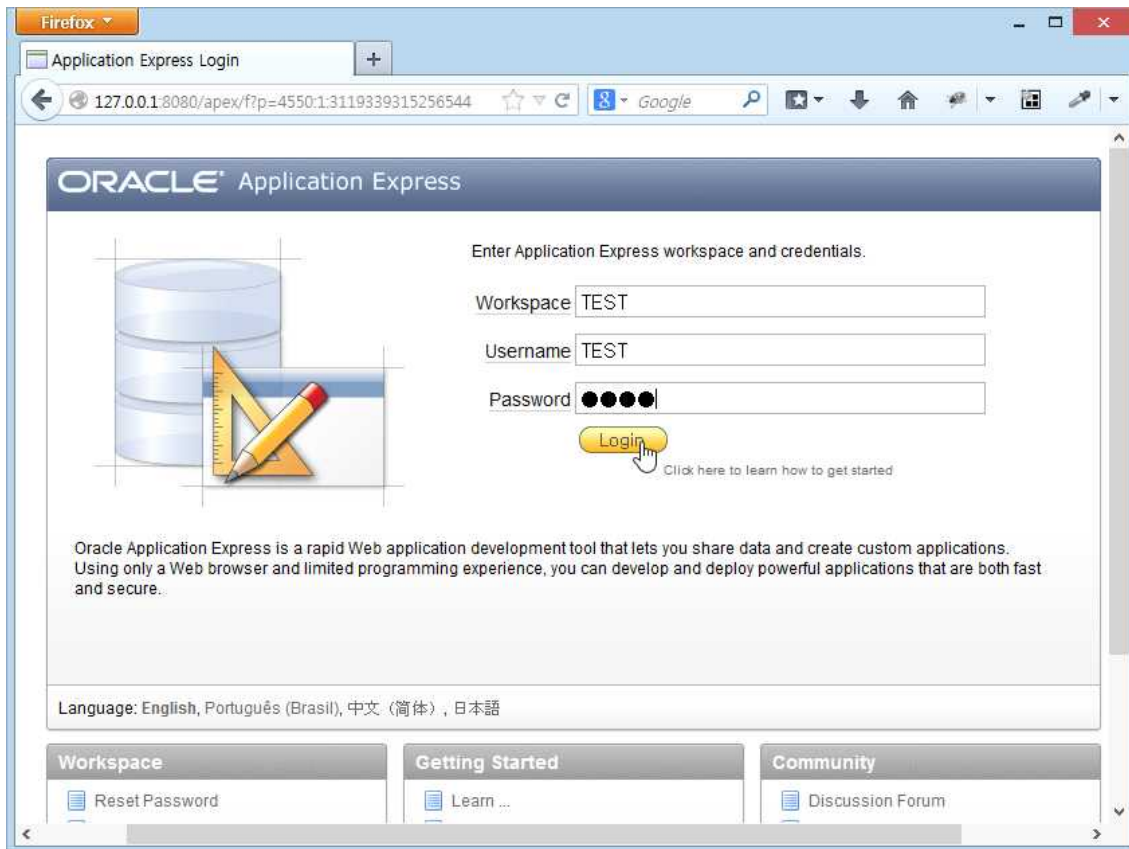 Firefox
Application Express Login
127.0.0.1:8080/apex/f?p=4550:1:3119339315256544
Google
ORACLE Application Express
Enter Application Express workspace and credentials.
Workspace TEST
Username TEST
Password ●●●●
Login
Click here to learn how to get started
Oracle Application Express is a rapid Web application development tool that lets you share data and create custom applications.
Using only a Web browser and limited programming experience, you can develop and deploy powerful applications that are both fast
and secure.
Language: English, Português (Brasil), 中文 (简体) , 日本語
Workspace
Getting Started
Community
Reset Password
Learn ...
Discussion Forum